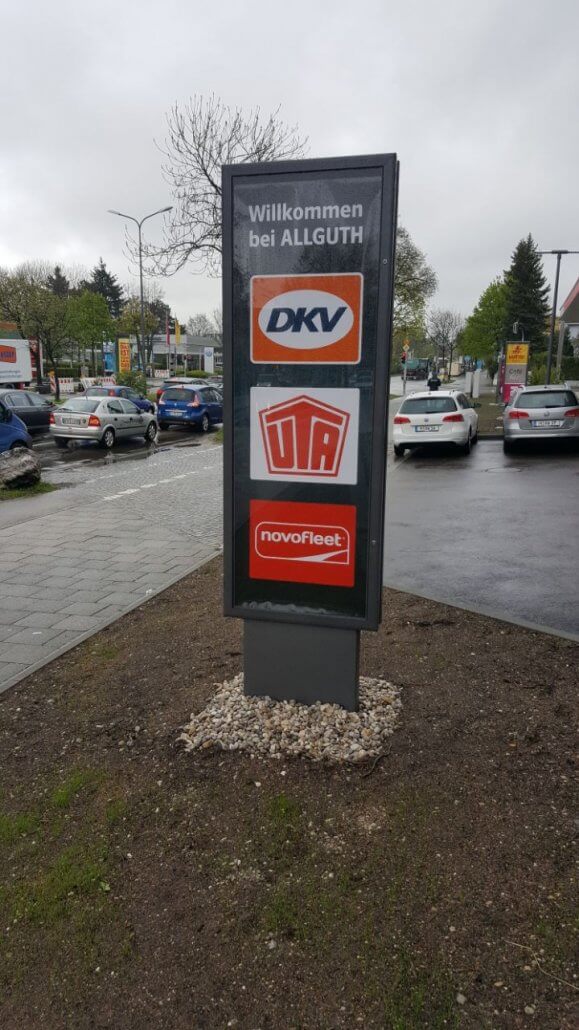 Willkommen
bei ALLGUTH
DKV
UTA
novofleet